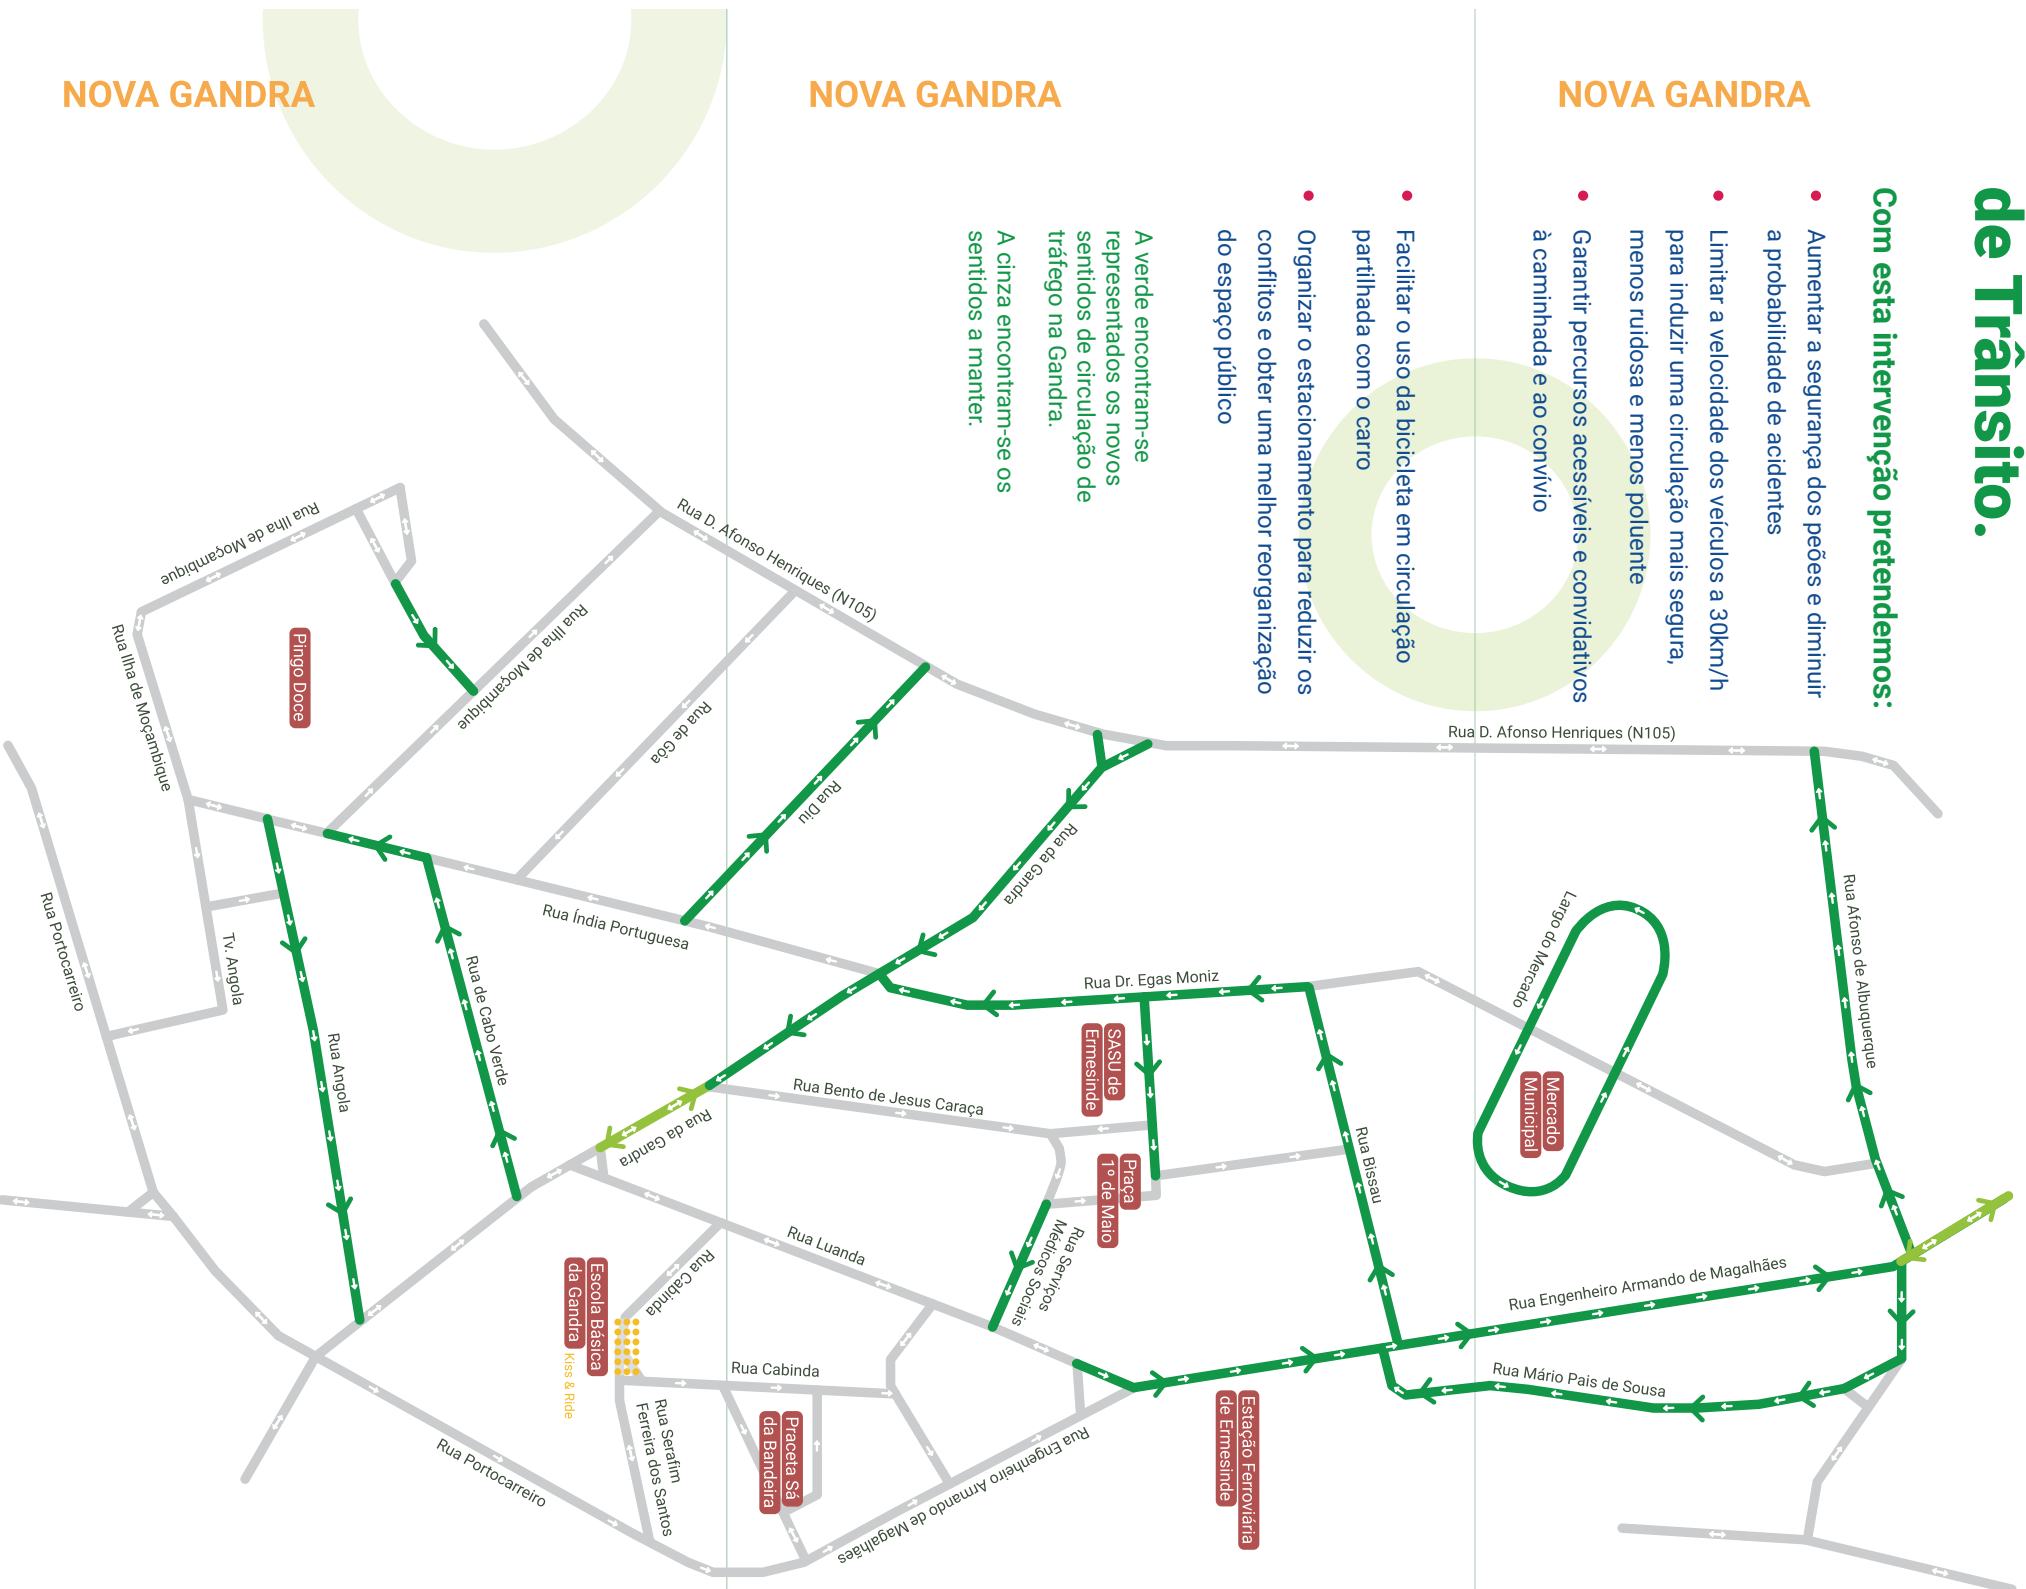 NOVA GANDRA
NOVA GANDRA
NOVA GANDRA
de Trânsito.
Com esta intervenção pretendemos:
Aumentar a segurança dos peões e diminuir
a probabilidade de acidentes
Limitar a velocidade dos veículos a 30km/h
para induzir uma circulação mais segura,
menos ruidosa e menos poluente
Garantir percursos acessíveis e convidativos
à caminhada e ao convívio
Facilitar o uso da bicicleta em circulação
partilhada com o carro
Organizar o estacionamento para reduzir os
conflitos e obter uma melhor reorganização
do espaço público
A verde encontram-se
representados os novos
sentidos de circulação de
tráfego na Gandra.
A cinza encontram-se os
sentidos a manter.
Rua D. Afonso Henriques (N105)
Rua D. Afonso Henriques (N105)
Rua Ilha de Moçambique
Rua Ilha de Moçambique
Rua Ilha de Moçambique
Pingo Doce
Rua de Gôa
Rua Diu
Rua da Gandra
Rua Índia Portuguesa
Rua Portocarreiro
Tv. Angola
Rua Angola
Rua de Cabo Verde
Rua Dr. Egas Moniz
SASU de
Ermesinde
Rua Bento de Jesus Caraça
Rua da Gandra
Praça
1º de Maio
Rua Bissau
Largo do Mercado
Mercado
Municipal
Rua Afonso de Albuquerque
Rua Luanda
Rua Serviços
Médicos Sociais
Rua Cabinda
Escola Básica
da Gandra
Kiss & Ride
Rua Cabinda
Rua Serafim
Ferreira dos Santos
Praceta Sá
da Bandeira
Rua Portocarreiro
Rua Engenheiro Armando de Magalhães
Estação Ferroviária
de Ermesinde
Rua Engenheiro Armando de Magalhães
Rua Mário Pais de Sousa